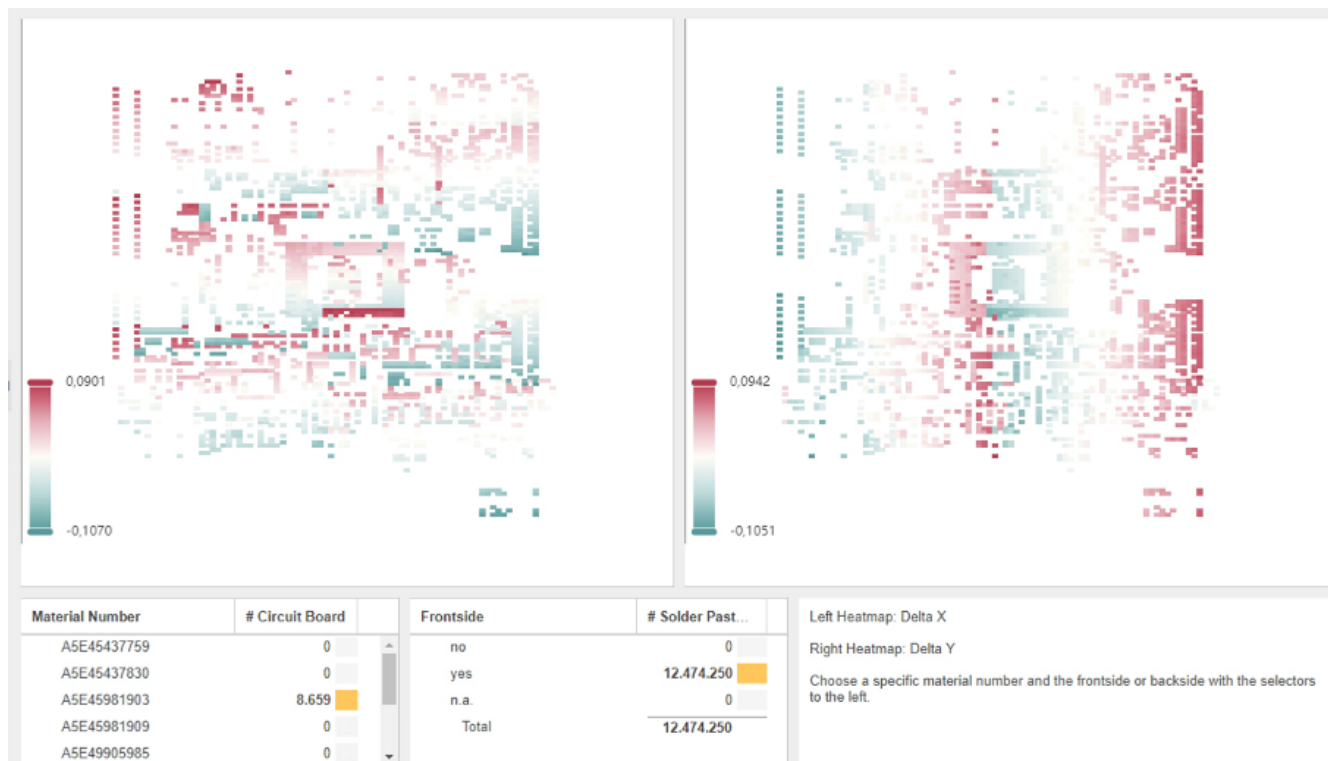 0,0901
-0,1070
0,0942
-0,1051
Material Number # Circuit Board
A5E45437759 0
A5E45437830 0
A5E45981903 8.659
A5E45981909 0
A5E49905985 0
Frontside # Solder Past...
no 0
yes 12.474.250
n.a. 0
Total 12.474.250
Left Heatmap: Delta X
Right Heatmap: Delta Y
Choose a specific material number and the frontside or backside with the selectors
to the left.